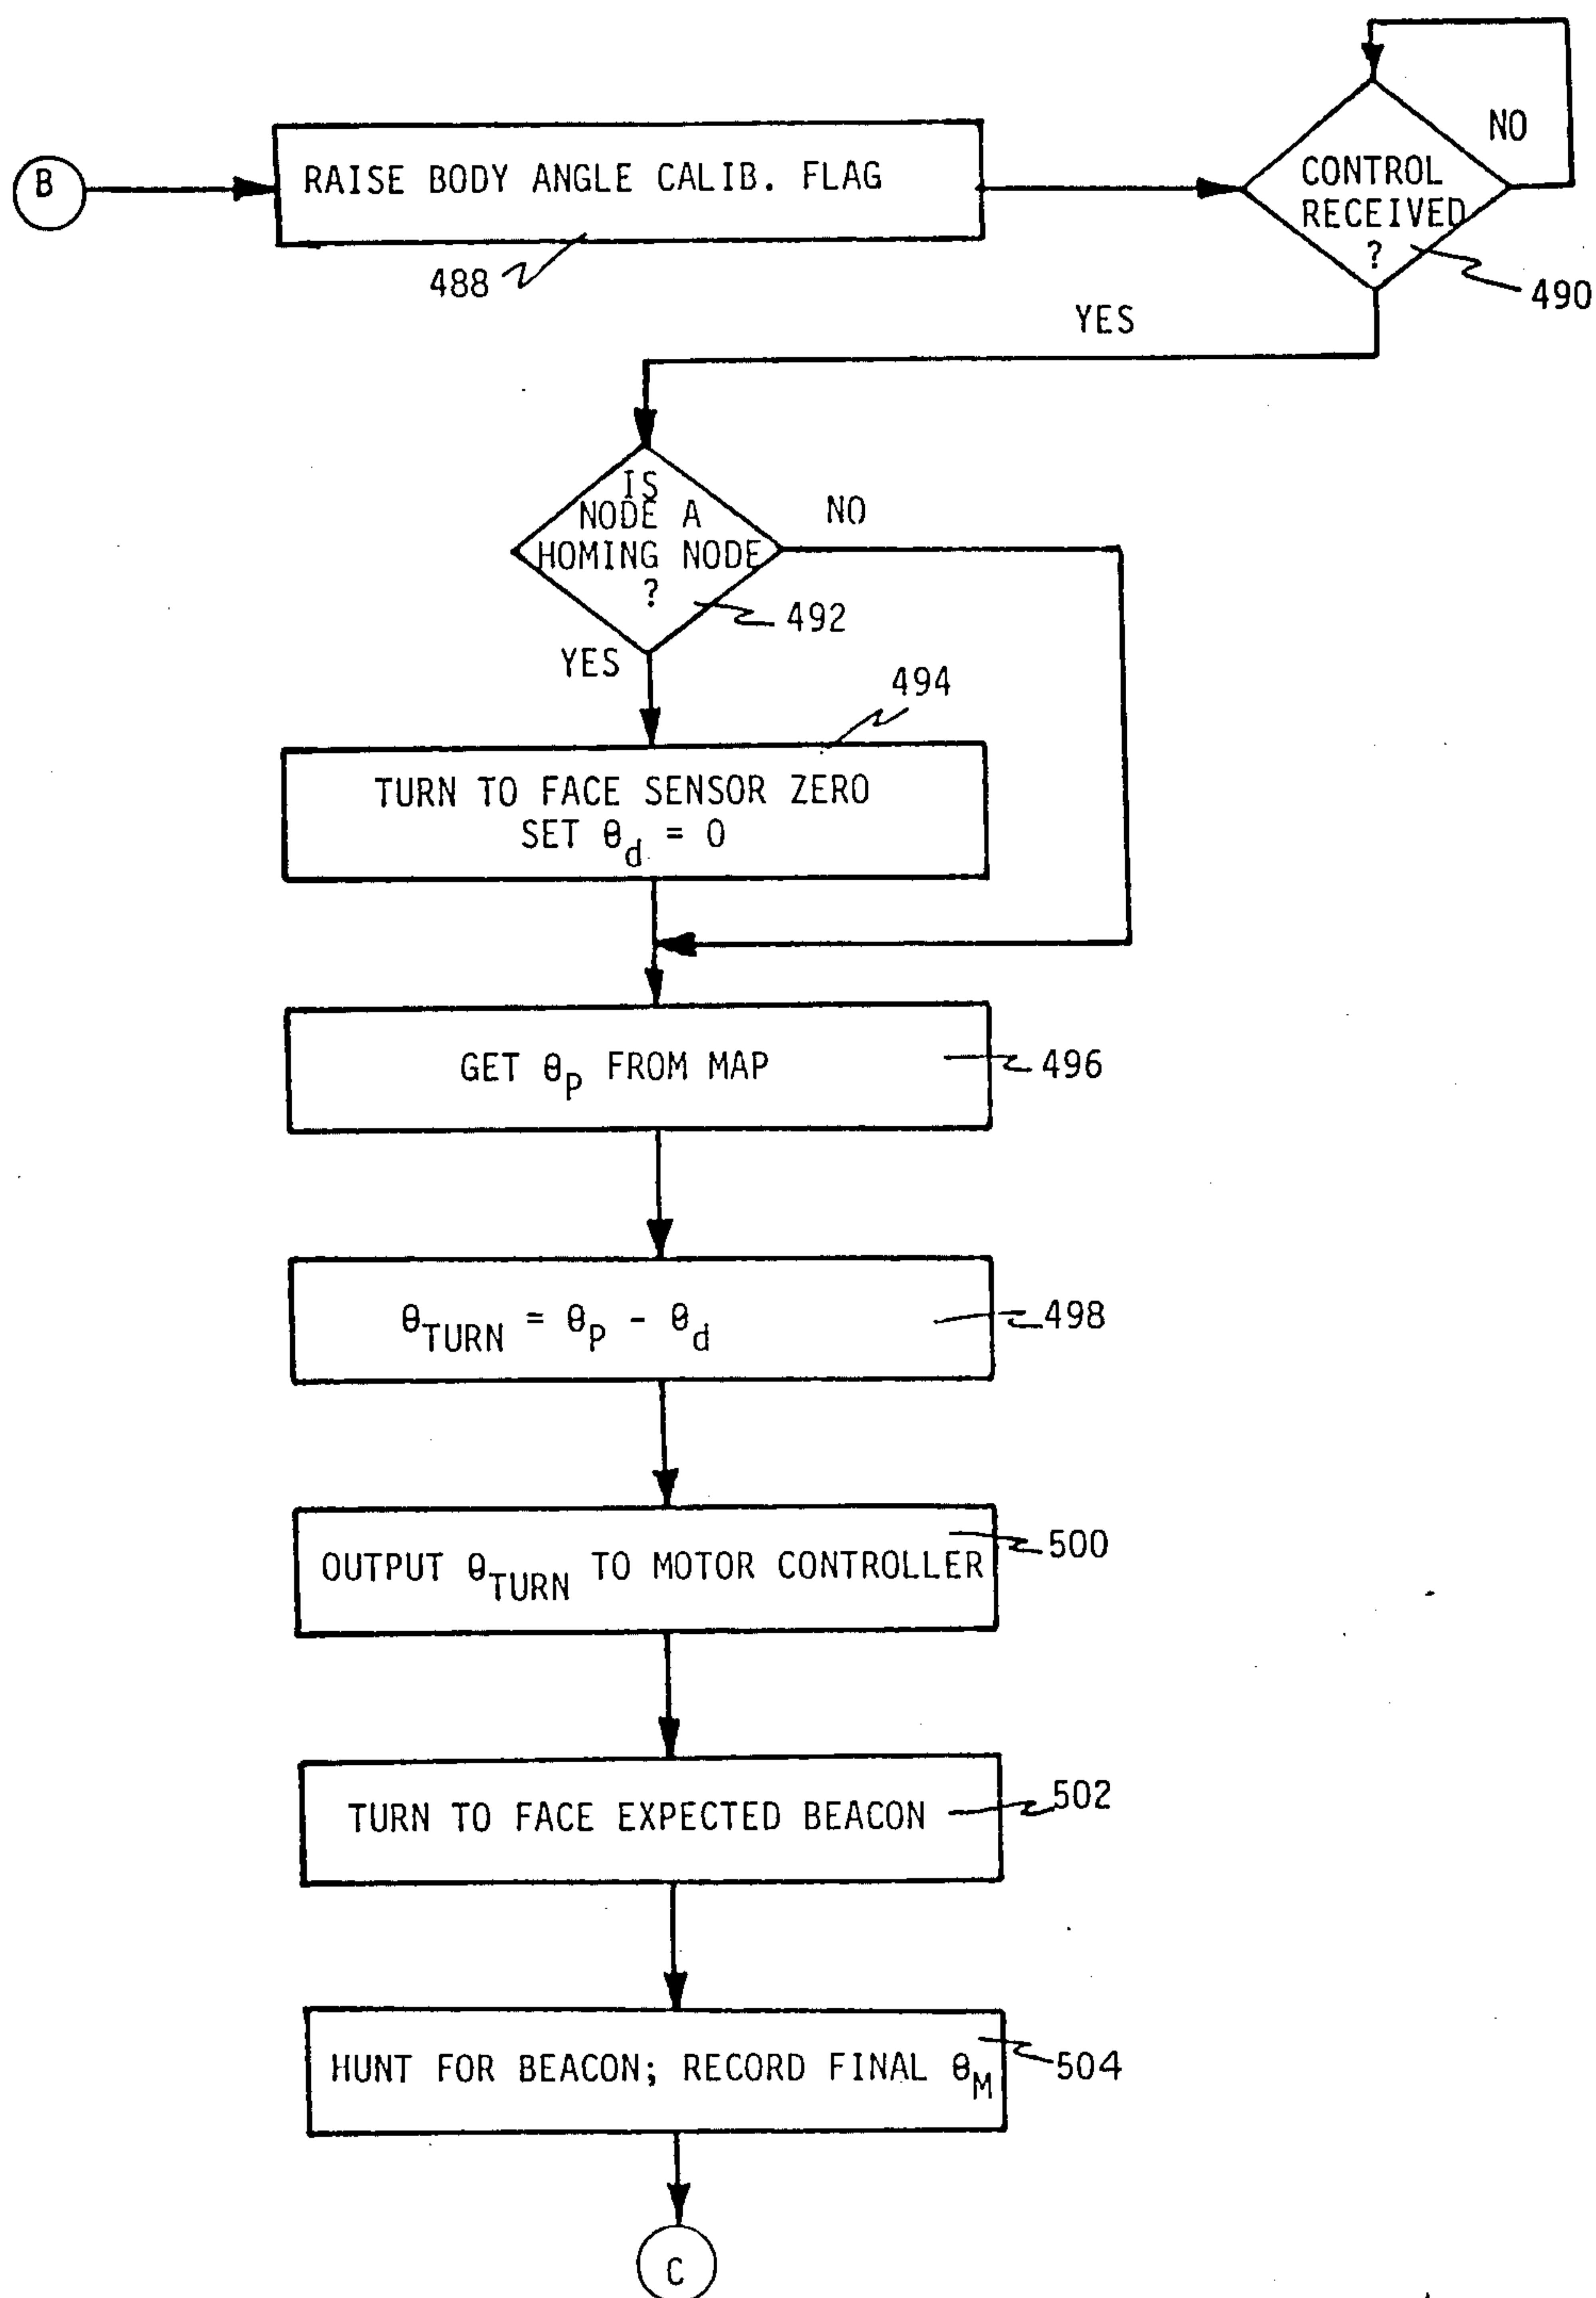 B
RAISE BODY ANGLE CALIB. FLAG
488
CONTROL
RECEIVED
?
NO
490
YES
IS
NODE A
HOMING NODE
?
NO
492
YES
494
TURN TO FACE SENSOR ZERO
SET θd = 0
GET θP FROM MAP
496
θTURN = θP - θd
498
OUTPUT θTURN TO MOTOR CONTROLLER
500
TURN TO FACE EXPECTED BEACON
502
HUNT FOR BEACON; RECORD FINAL θM
504
C